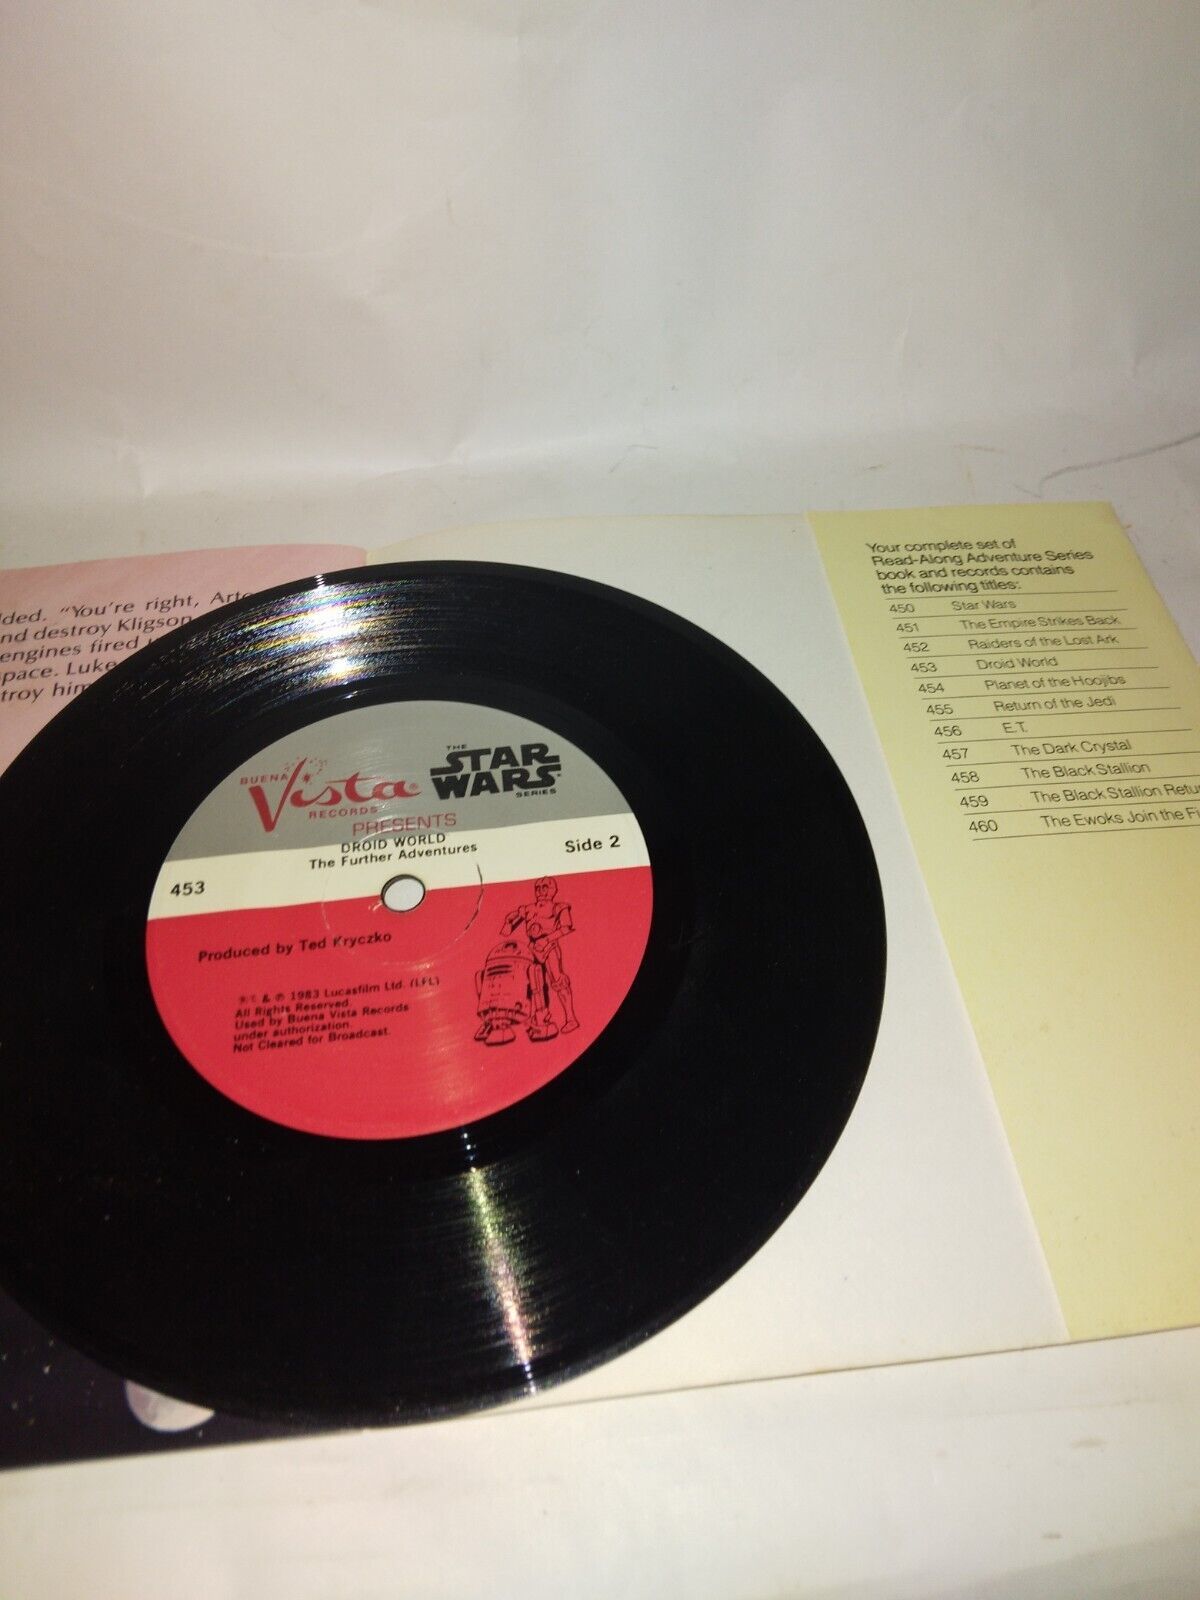 ded. "You're right,
nd destroy Kligson
engines fired
space. Luke
troy him
BUENA
Vista®
RECORDS
THE
STAR
WARS
SERIES
PRESENTS
DROID WORLD
The Further Adventures
Side 2
453
Produced by Ted Kryczko
& ℗ 1983 Lucasfilm Ltd. (LFL)
All Rights Reserved.
Used by Buena Vista Records
under authorization.
Not Cleared for Broadcast.
Your complete set of
Read-Along Adventure Series
book and records contains
the following titles:
450 Star Wars
451 The Empire Strikes Back
452 Raiders of the Lost Ark
453 Droid World
454 Planet of the Hoojibs
455 Return of the Jedi
456 E.T.
457 The Dark Crystal
458 The Black Stallion
459 The Black Stallion Retu
460 The Ewoks Join the Fi